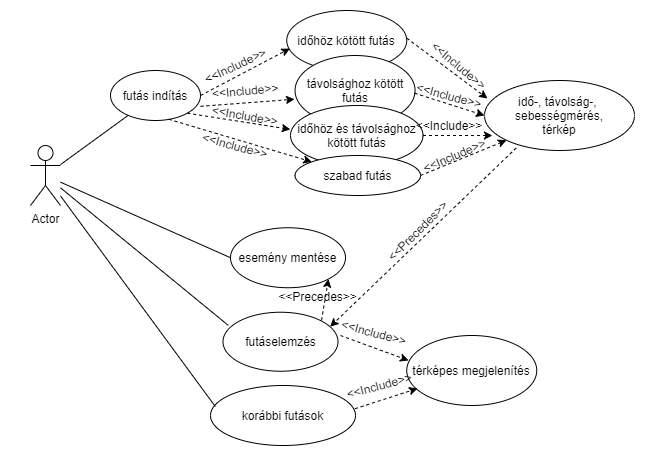 időhöz kötött futás
<<Include>>
<<Include>>
futás indítás
<<Include>>
távolsághoz kötött
futás
<<Include>>
idő-, távolság-,
sebességmérés,
térkép
<<Include>>
időhöz és távolsághoz
kötött futás
<<Include>>
<<Include>>
szabad futás
<<Include>>
Actor
<<Precedes>>
esemény mentése
<<Precedes>>
futáselemzés
<<Include>>
térképes megjelenítés
<<Include>>
korábbi futások